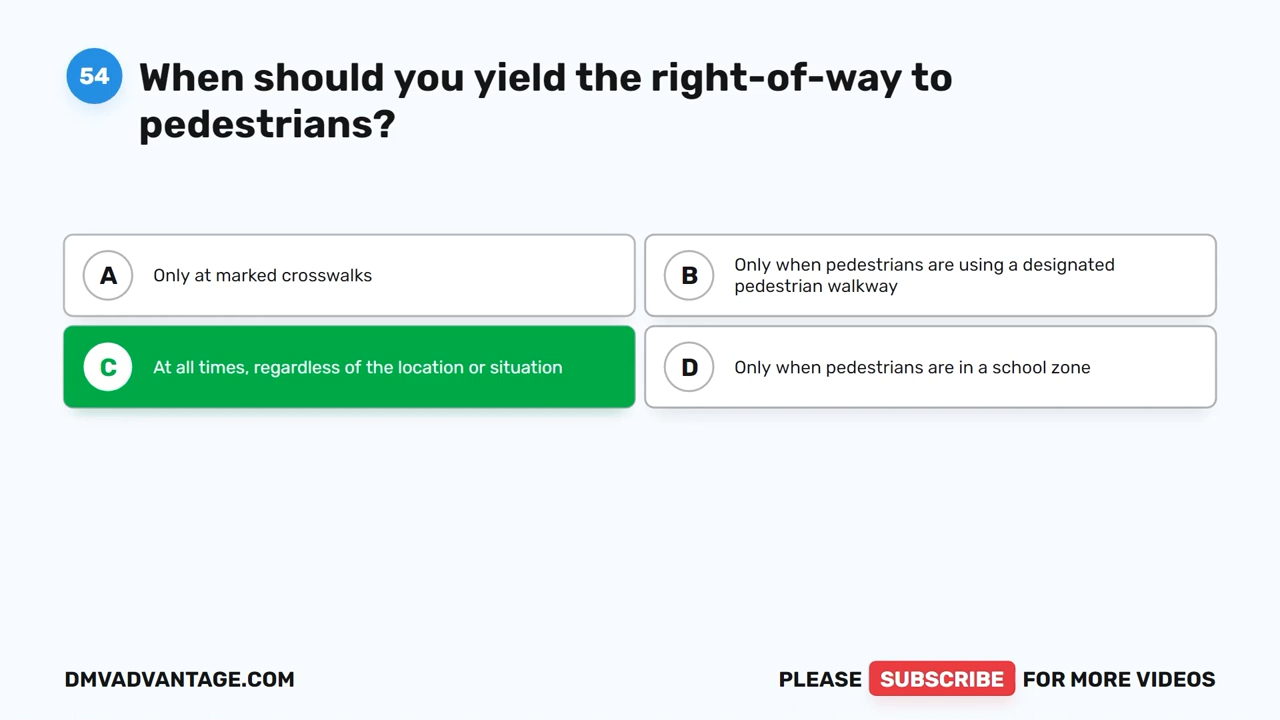 54
When should you yield the right-of-way to
pedestrians?
A
Only at marked crosswalks
B
Only when pedestrians are using a designated
pedestrian walkway
C
At all times, regardless of the location or situation
D
Only when pedestrians are in a school zone
DMVADVANTAGE.COM
PLEASE SUBSCRIBE FOR MORE VIDEOS